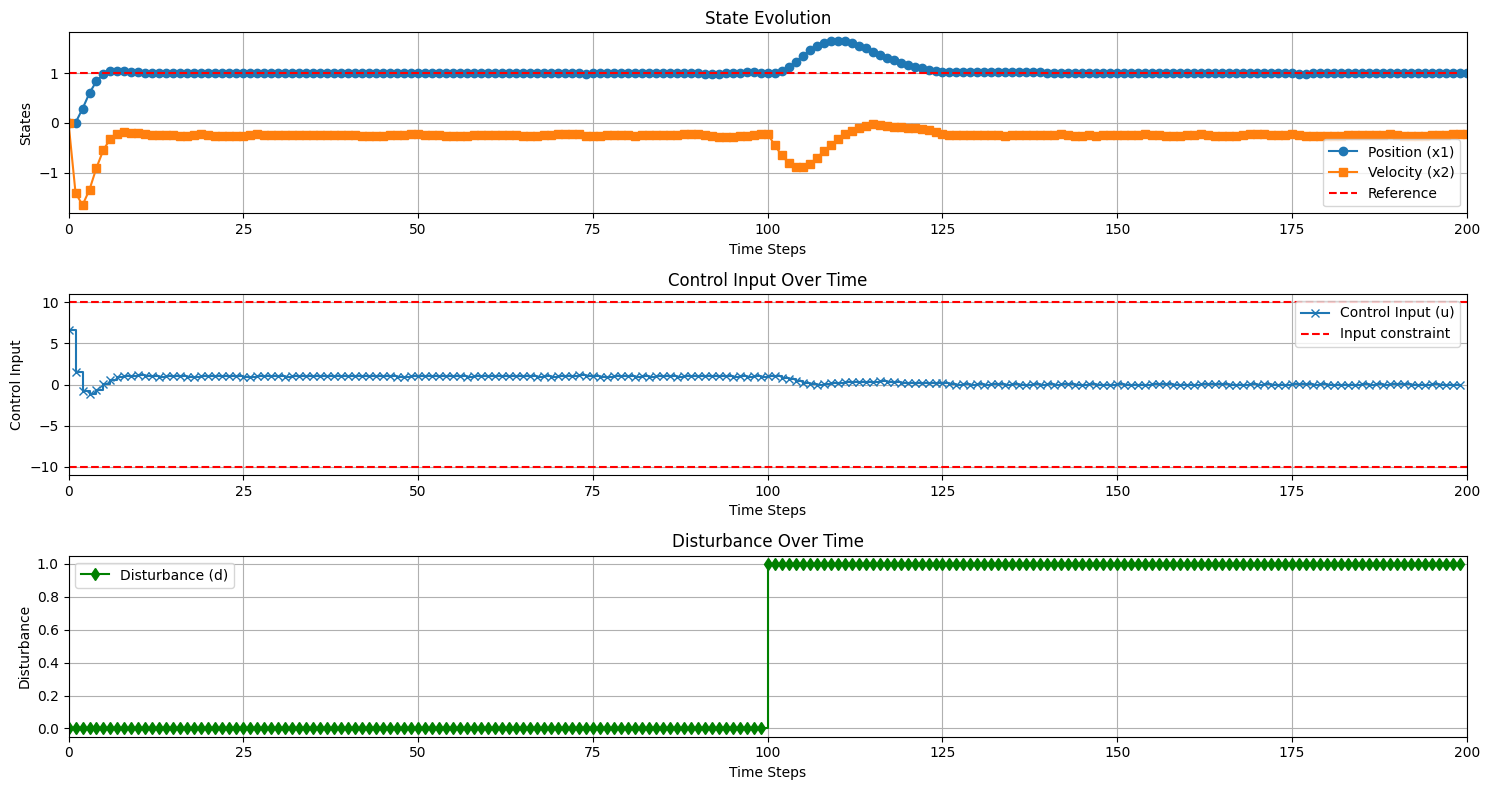 State Evolution
States
1
0
−1
Position (x1)
Velocity (x2)
Reference
0 25 50 75 100 125 150 175 200
Time Steps
Control Input Over Time
Control Input
10
5
0
−5
−10
Control Input (u)
Input constraint
0 25 50 75 100 125 150 175 200
Time Steps
Disturbance Over Time
Disturbance
1.0
0.8
0.6
0.4
0.2
0.0
Disturbance (d)
0 25 50 75 100 125 150 175 200
Time Steps